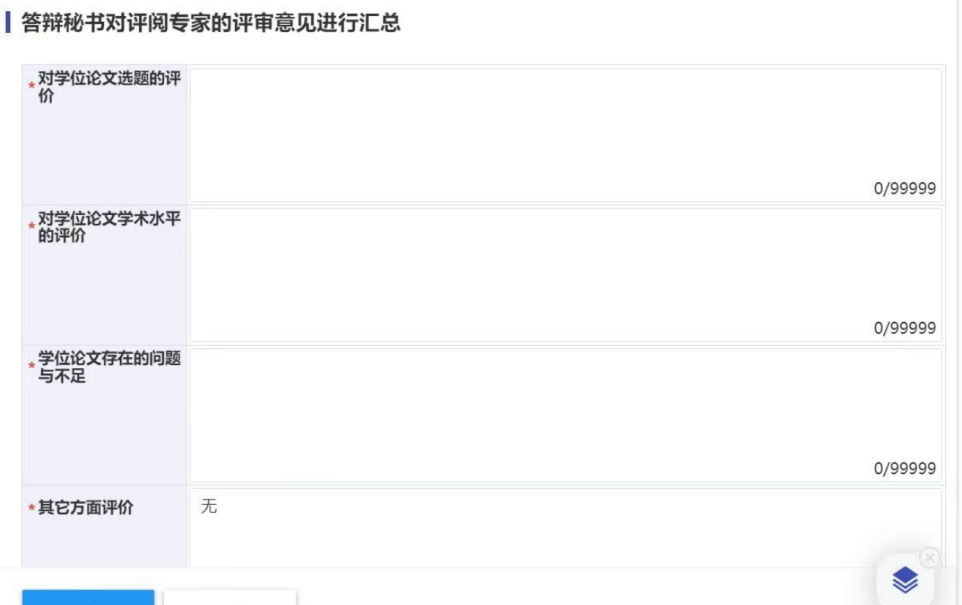 答辩秘书对评阅专家的评审意见进行汇总
*对学位论文选题的评
价
0/99999
*对学位论文学术水平
的评价
0/99999
*学位论文存在的问题
与不足
0/99999
*其它方面评价
无